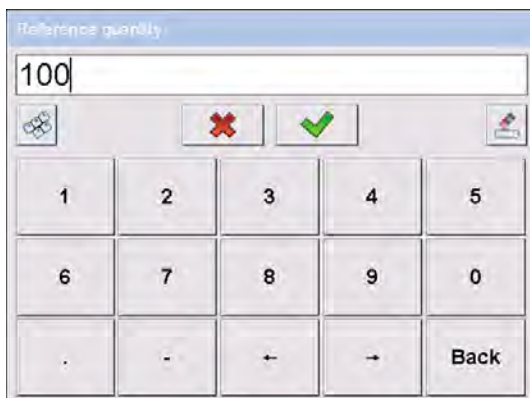 Reference quantity:
100
1 2 3 4 5
6 7 8 9 0
. - ← → Back